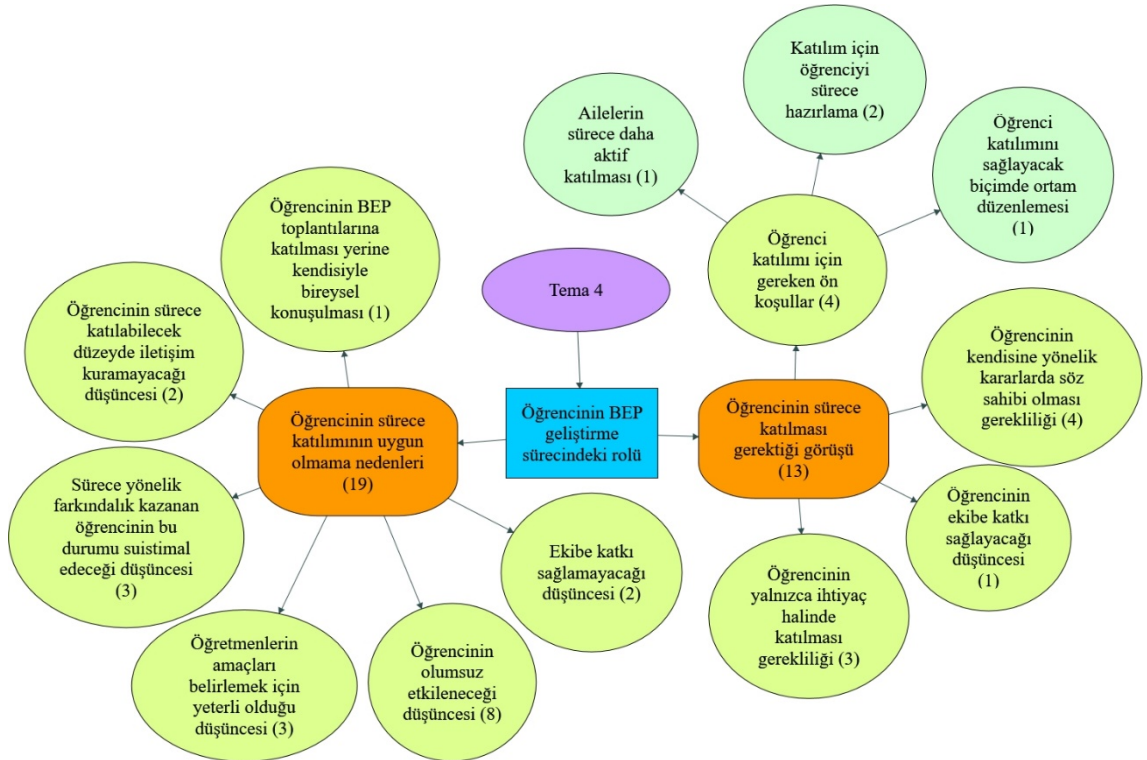 Katılım için
öğrenciyi
sürece
hazırlama (2)
Ailelerin
sürece daha
aktif
katılması (1)
Öğrenci
katılımını
sağlayacak
biçimde ortam
düzenlemesi
(1)
Öğrenci
katılımı için
gereken ön
koşullar (4)
Öğrencinin BEP
toplantılarına
katılması yerine
kendisiyle
bireysel
konuşulması (1)
Tema 4
Öğrencinin sürece
katılabilecek
düzeyde iletişim
kuramayacağı
düşüncesi (2)
Öğrencinin
kendisine yönelik
kararlarda söz
sahibi olması
gerekliliği (4)
Öğrencinin sürece
katılımının uygun
olmama nedenleri
(19)
Öğrencinin BEP
geliştirme
sürecindeki rolü
Öğrencinin sürece
katılması
gerektiği görüşü
(13)
Sürece yönelik
farkındalık kazanan
öğrencinin bu
durumu suistimal
edeceği düşüncesi
(3)
Öğrencinin
ekibe katkı
sağlayacağı
düşüncesi
(1)
Ekibe katkı
sağlamayacağı
düşüncesi (2)
Öğrencinin
yalnızca ihtiyaç
halinde
katılması
gerekliliği (3)
Öğretmenlerin
amaçları
belirlemek için
yeterli olduğu
düşüncesi (3)
Öğrencinin
olumsuz
etkileneceği
düşüncesi (8)